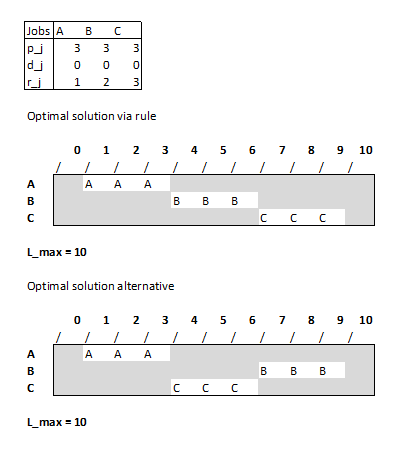 Jobs A B C
p_j 3 3 3
d_j 0 0 0
r_j 1 2 3
Optimal solution via rule
0 1 2 3 4 5 6 7 8 9 10
/ / / / / / / / / / /
A A A A
B B B B
C C C C
L_max = 10
Optimal solution alternative
0 1 2 3 4 5 6 7 8 9 10
/ / / / / / / / / / /
A A A A
B B B B
C C C C
L_max = 10